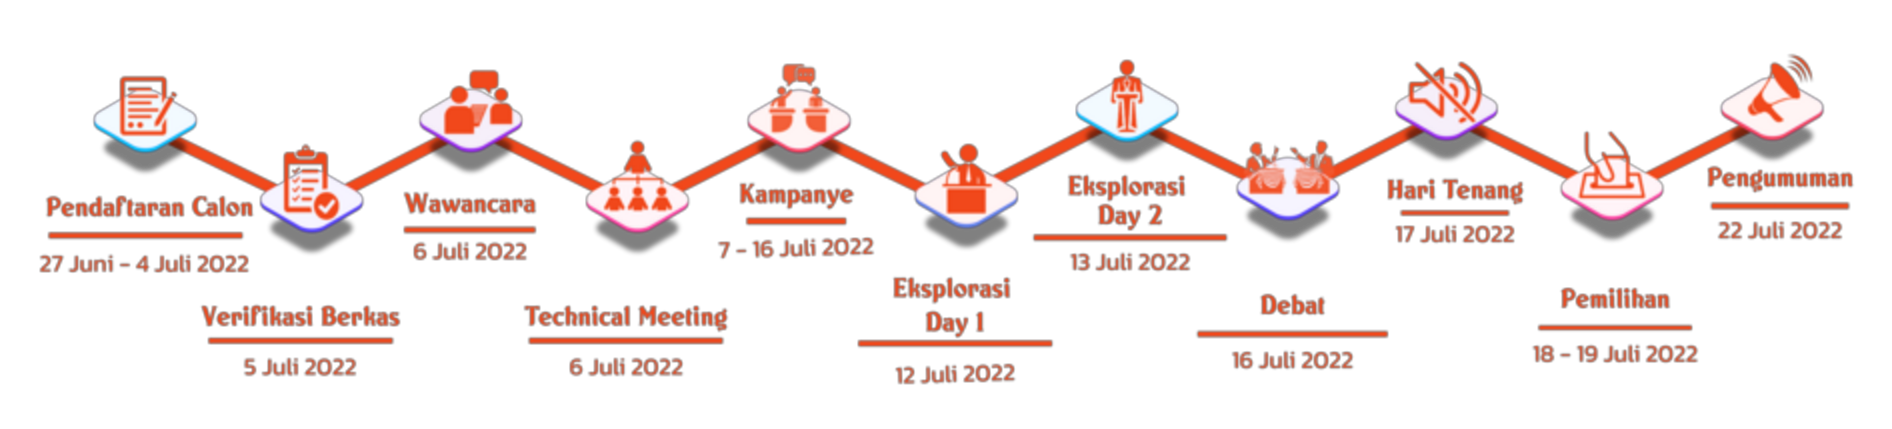 Pendaftaran Calon
27 Juni - 4 Juli 2022
Verifikasi Berkas
5 Juli 2022
Wawancara
6 Juli 2022
Technical Meeting
6 Juli 2022
Kampanye
7 - 16 Juli 2022
Eksplorasi
Day 1
12 Juli 2022
Eksplorasi
Day 2
13 Juli 2022
Debat
16 Juli 2022
Hari Tenang
17 Juli 2022
Pemilihan
18 - 19 Juli 2022
Pengumuman
22 Juli 2022